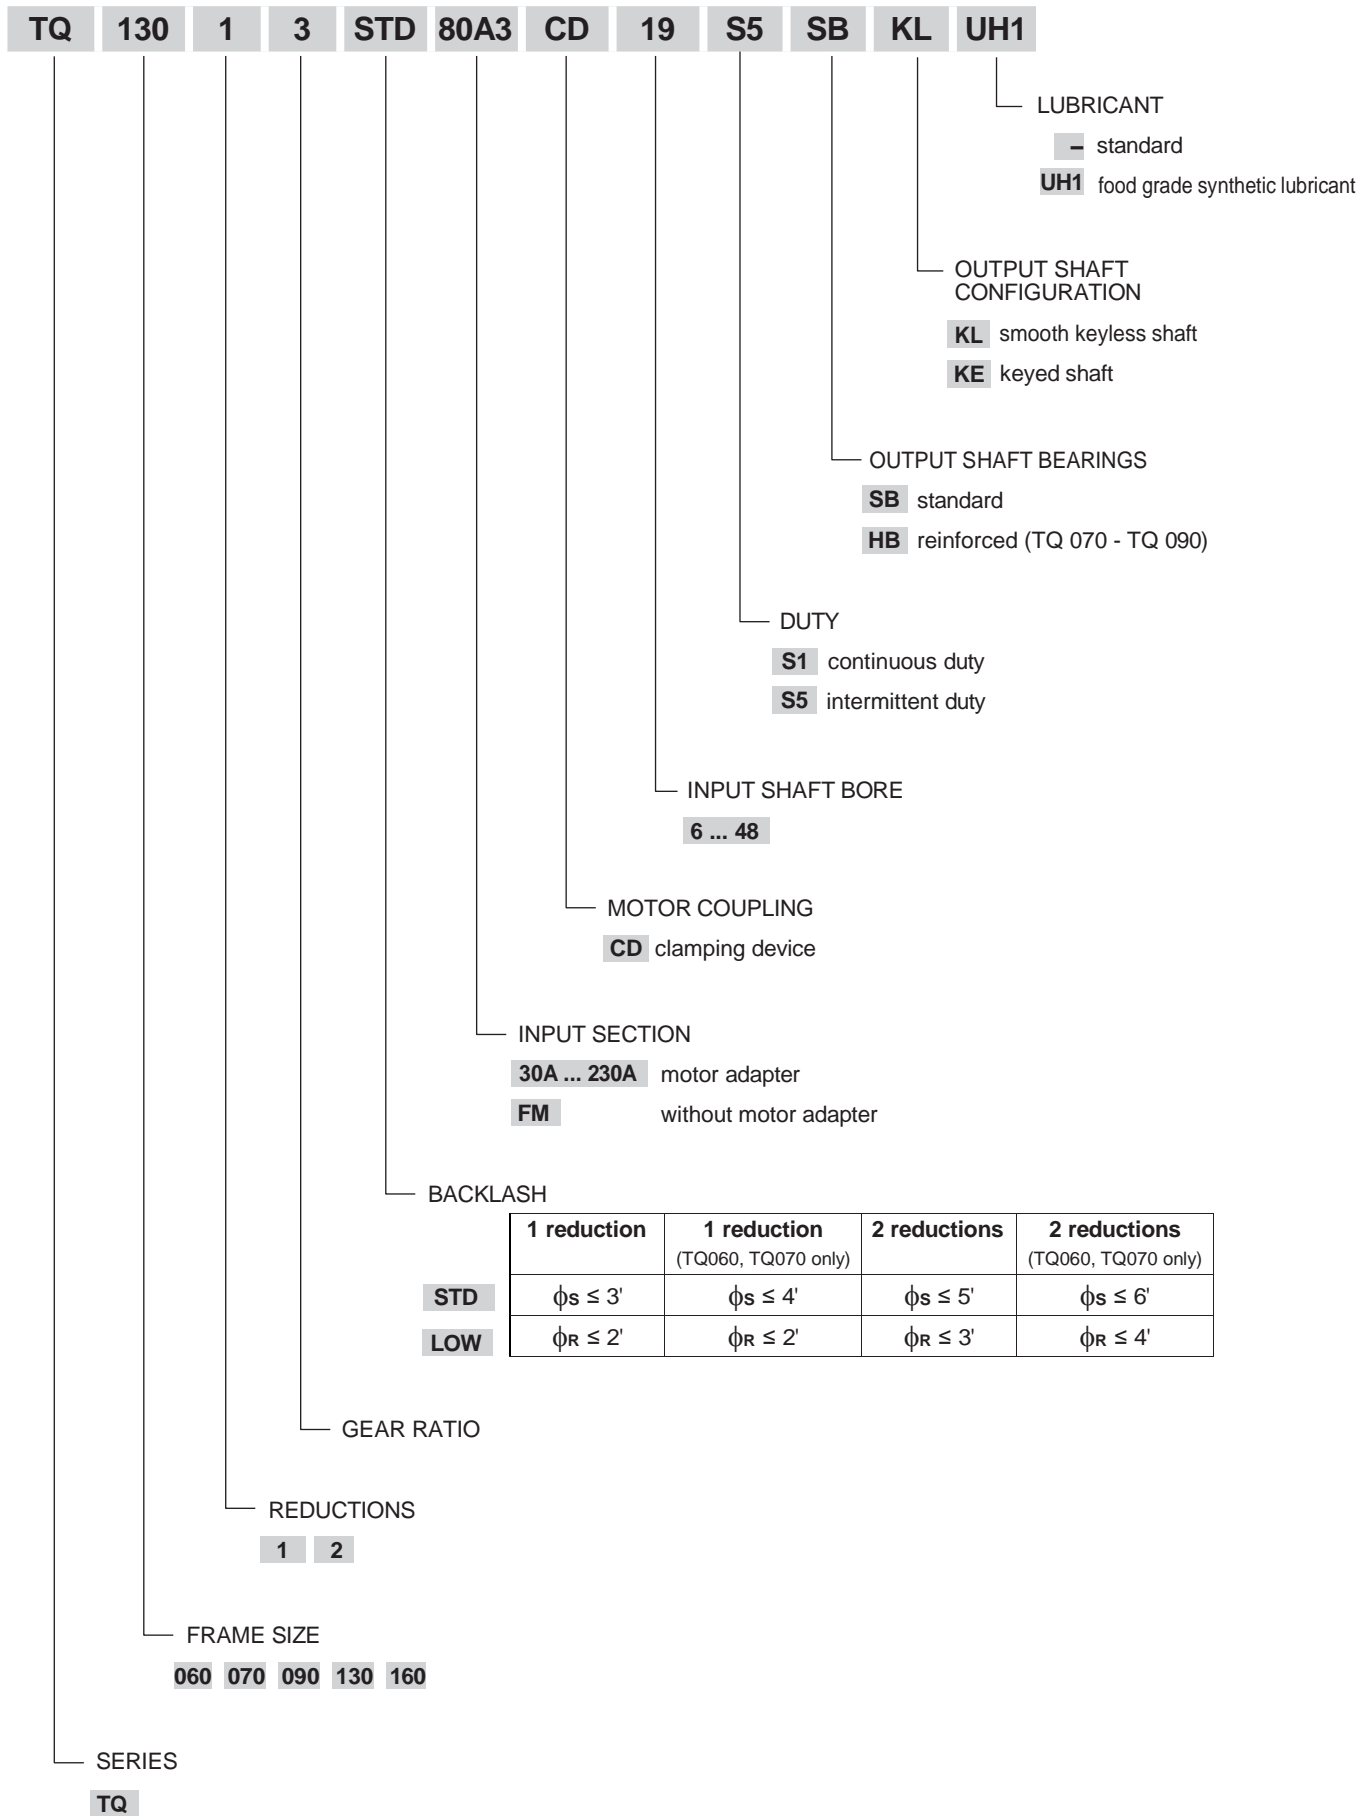 TQ 130 1 3 STD 80A3 CD 19 S5 SB KL UH1
LUBRICANT
– standard
UH1 food grade synthetic lubricant
OUTPUT SHAFT
CONFIGURATION
KL smooth keyless shaft
KE keyed shaft
OUTPUT SHAFT BEARINGS
SB standard
HB reinforced (TQ 070 - TQ 090)
DUTY
S1 continuous duty
S5 intermittent duty
INPUT SHAFT BORE
6 ... 48
MOTOR COUPLING
CD clamping device
INPUT SECTION
30A ... 230A motor adapter
FM without motor adapter
BACKLASH
1 reduction 1 reduction 2 reductions 2 reductions
(TQ060, TQ070 only) (TQ060, TQ070 only)
STD ϕS ≤ 3' ϕS ≤ 4' ϕS ≤ 5' ϕS ≤ 6'
LOW ϕR ≤ 2' ϕR ≤ 2' ϕR ≤ 3' ϕR ≤ 4'
GEAR RATIO
REDUCTIONS
1 2
FRAME SIZE
060 070 090 130 160
SERIES
TQ